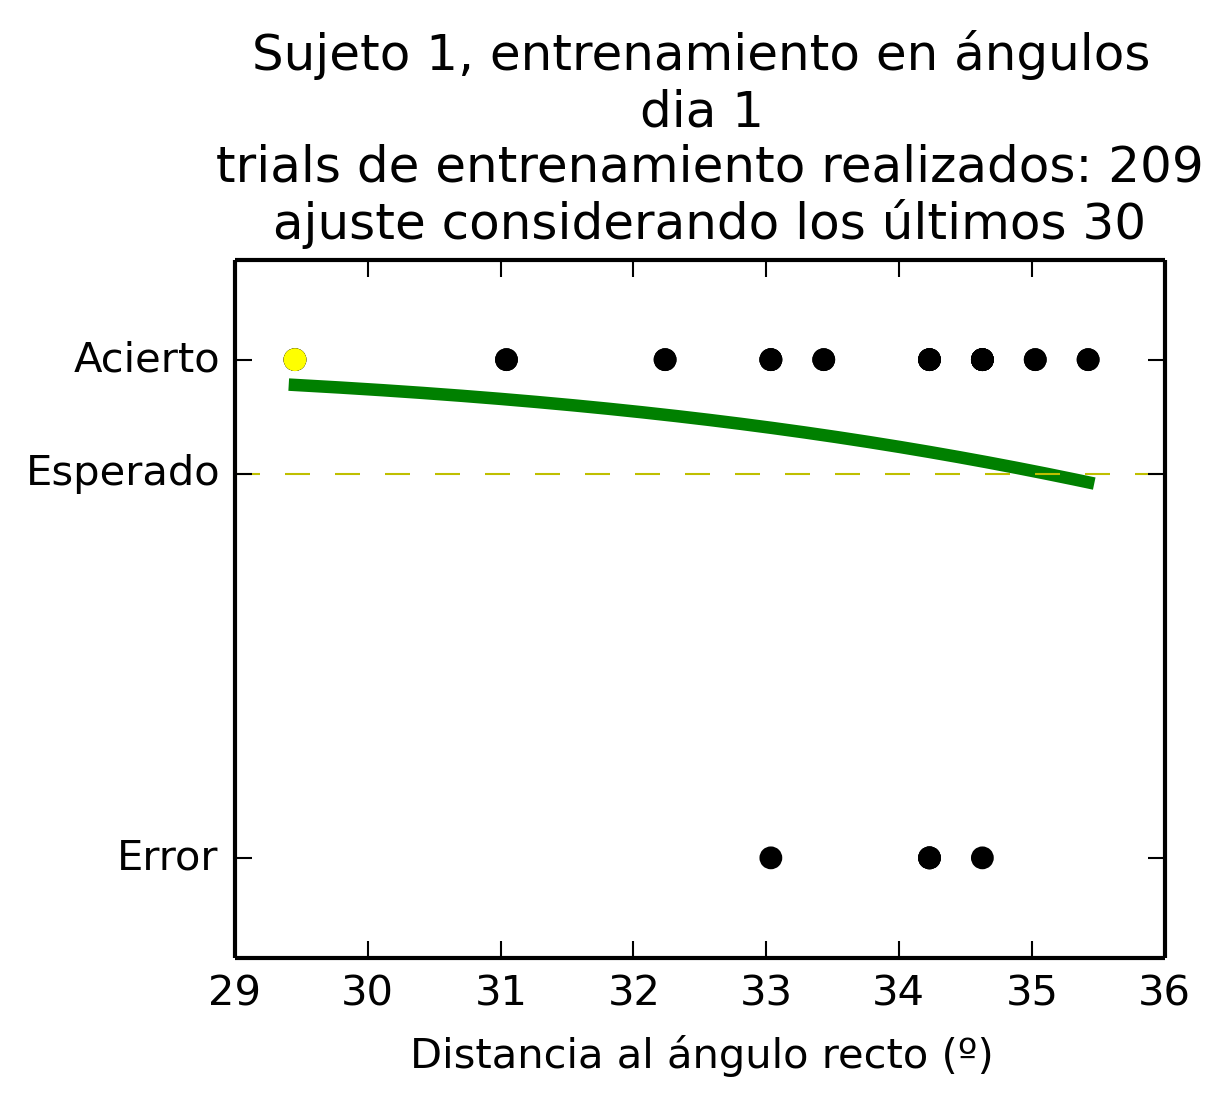 Sujeto 1, entrenamiento en ángulos
dia 1
trials de entrenamiento realizados: 209
ajuste considerando los últimos 30
Acierto
Esperado
Error
29 30 31 32 33 34 35 36
Distancia al ángulo recto (º)